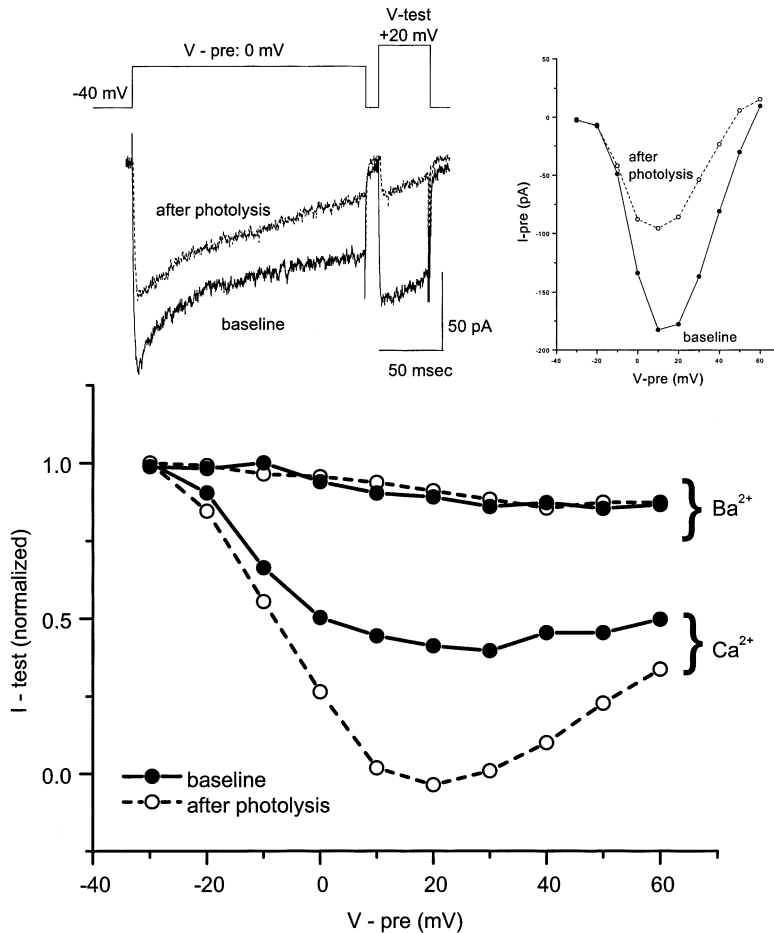 V-test
+20 mV
V - pre: 0 mV
-40 mV
after photolysis
baseline
50 pA
50 msec
50
0
-50
-100
-150
-200
I-pre (pA)
after
photolysis
baseline
-40
-20
0
20
40
60
V-pre (mV)
1.0
0.5
0.0
I - test (normalized)
Ba2+
Ca2+
baseline
after photolysis
-40
-20
0
20
40
60
V - pre (mV)